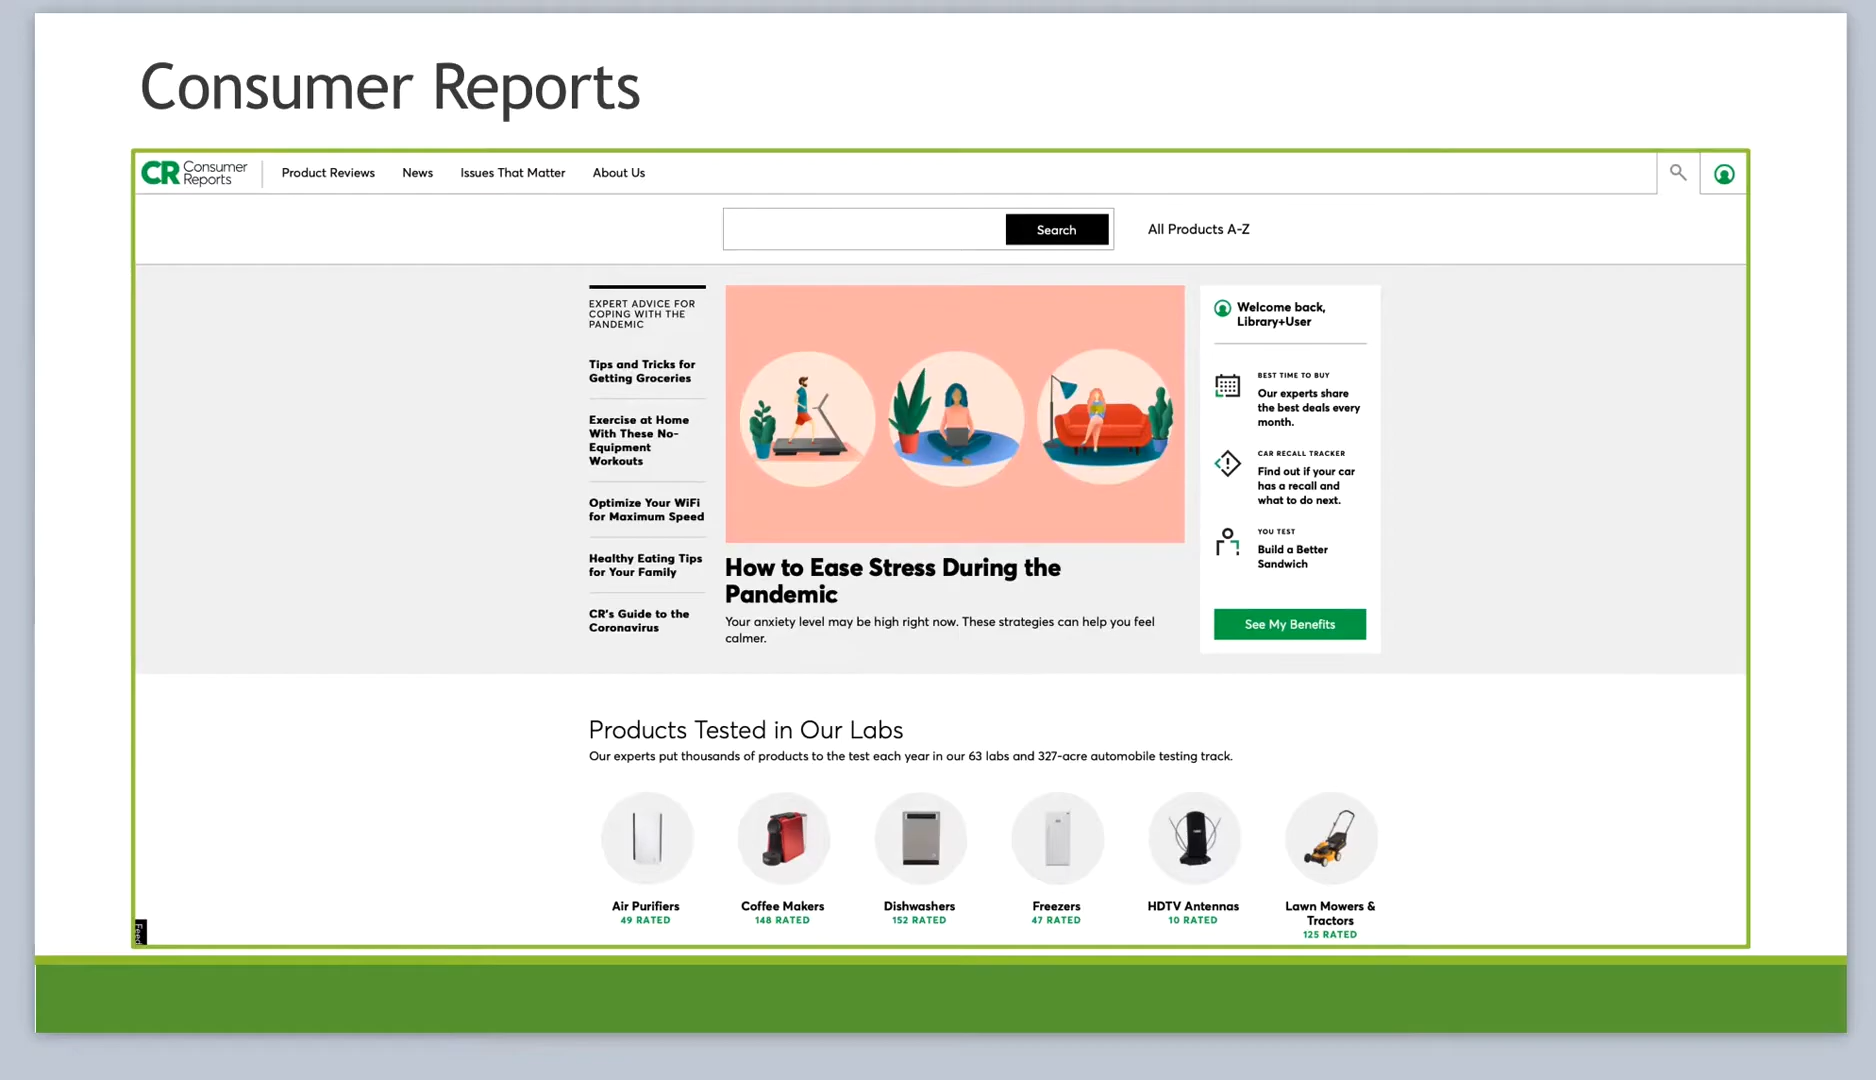 Consumer Reports
CR Consumer
Reports
Product Reviews
News
Issues That Matter
About Us
Search
All Products A-Z
EXPERT ADVICE FOR
COPING WITH THE
PANDEMIC
Tips and Tricks for
Getting Groceries
Exercise at Home
With These No-
Equipment
Workouts
Optimize Your WiFi
for Maximum Speed
Healthy Eating Tips
for Your Family
CR's Guide to the
Coronavirus
How to Ease Stress During the
Pandemic
Your anxiety level may be high right now. These strategies can help you feel
calmer.
Welcome back,
Library+User
BEST TIME TO BUY
Our experts share
the best deals every
month.
CAR RECALL TRACKER
Find out if your car
has a recall and
what to do next.
YOU TEST
Build a Better
Sandwich
See My Benefits
Products Tested in Our Labs
Our experts put thousands of products to the test each year in our 63 labs and 327-acre automobile testing track.
Air Purifiers
49 RATED
Coffee Makers
148 RATED
Dishwashers
152 RATED
Freezers
47 RATED
HDTV Antennas
10 RATED
Lawn Mowers &
Tractors
125 RATED